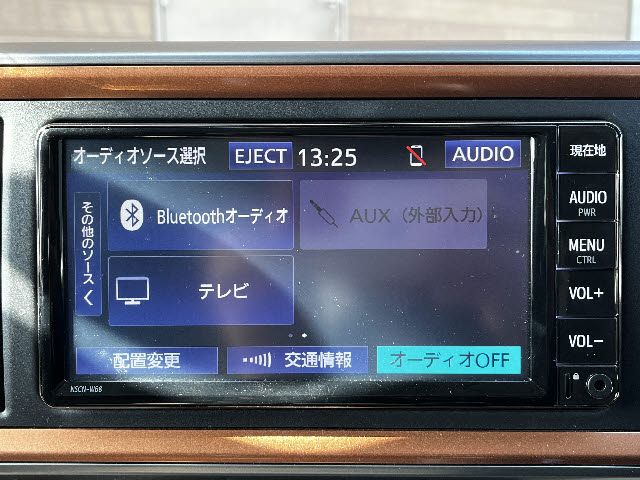 オーディオソース選択 EJECT 13:25 AUDIO
その他のソース く
Bluetoothオーディオ
AUX（外部入力）
テレビ
配置変更 交通情報 オーディオOFF
NSCN-W68
現在地
AUDIO
PWR
MENU
CTRL
VOL+
VOL−